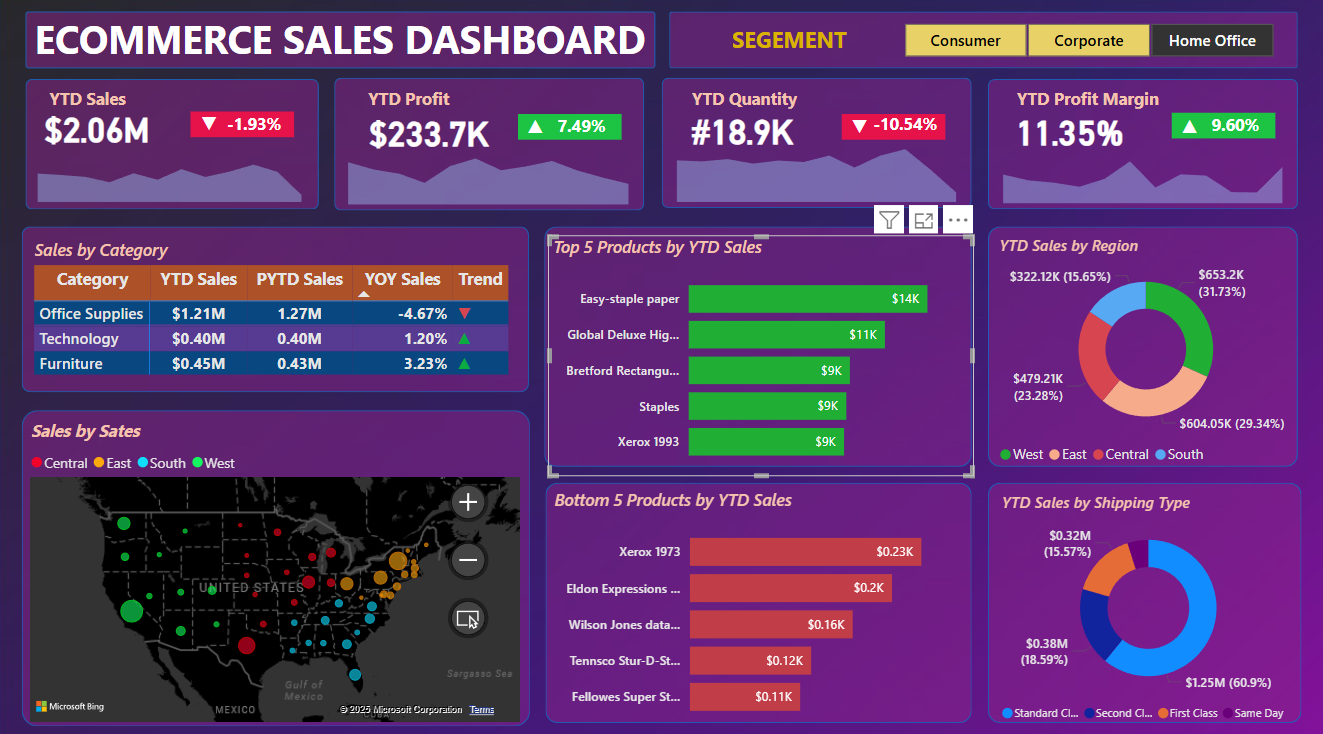 ECOMMERCE SALES DASHBOARD
SEGEMENT
Consumer
Corporate
Home Office
YTD Sales
$2.06M
-1.93%
YTD Profit
$233.7K
7.49%
YTD Quantity
#18.9K
-10.54%
YTD Profit Margin
11.35%
9.60%
Sales by Category
Category YTD Sales PYTD Sales YOY Sales Trend
Office Supplies $1.21M 1.27M -4.67%
Technology $0.40M 0.40M 1.20%
Furniture $0.45M 0.43M 3.23%
Top 5 Products by YTD Sales
Easy-staple paper $14K
Global Deluxe Hig... $11K
Bretford Rectangu... $9K
Staples $9K
Xerox 1993 $9K
YTD Sales by Region
$322.12K (15.65%)
$653.2K
(31.73%)
$479.21K
(23.28%)
$604.05K (29.34%)
West East Central South
Sales by Sates
Central East South West
UNITED STATES
Gulf of
Mexico
Sargasso Sea
MEXICO
CUBA
Microsoft Bing
© 2025 Microsoft Corporation Terms
Bottom 5 Products by YTD Sales
Xerox 1973 $0.23K
Eldon Expressions ... $0.2K
Wilson Jones data... $0.16K
Tennsco Stur-D-St... $0.12K
Fellowes Super St... $0.11K
YTD Sales by Shipping Type
$0.32M
(15.57%)
$0.38M
(18.59%)
$1.25M (60.9%)
Standard Cl... Second Cl... First Class Same Day